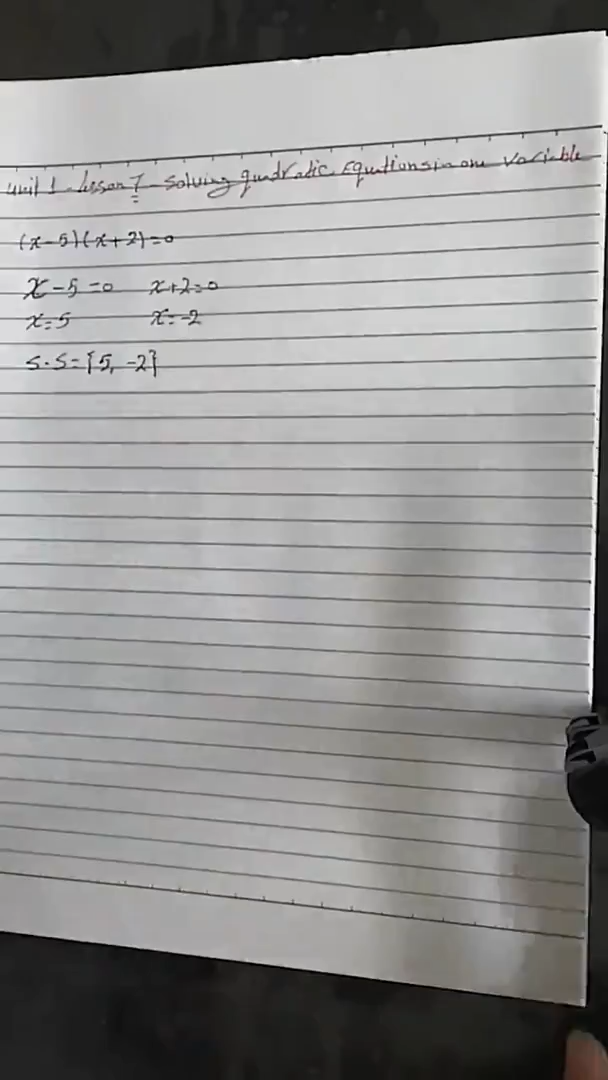 Unit 1 - lesson 7 - Solving quadratic Equations in one variable
(x-5)(x+2)=0
x-5=0 x+2=0
x=5 x=-2
S.S={5, -2}